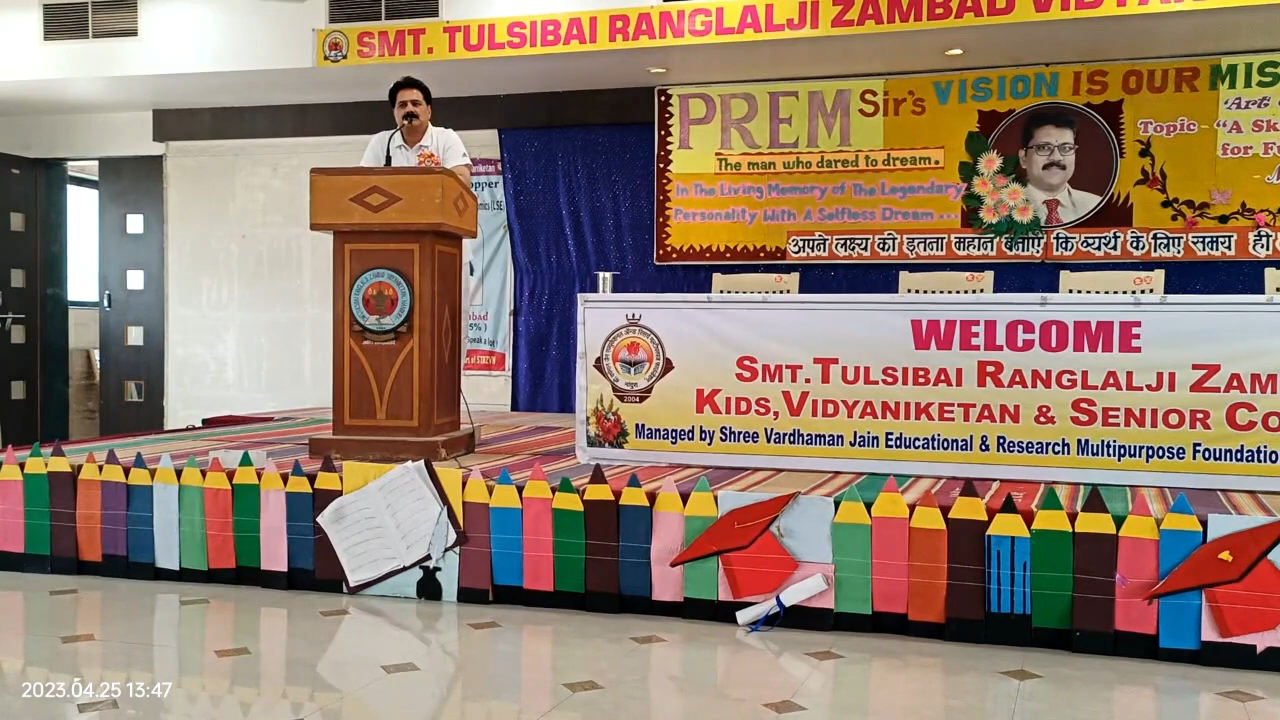 SMT. TULSIBAI RANGLALJI ZAMBAD
PREM Sir's VISION IS OUR MIS
The man who dared to dream.
In The Living Memory of The Legendary
Personality With A Selfless Dream ...
'Art
Topic - "A Sk
for Fu
अपने लक्ष्य को इतना महान बनाएँ कि व्यर्थ के लिए समय ही
opper
WELCOME
SMT.TULSIBAI RANGLALJI ZAM
KIDS,VIDYANIKETAN & SENIOR CO
Managed by Shree Vardhaman Jain Educational & Research Multipurpose Foundatio
2004
2023.04.25 13:47